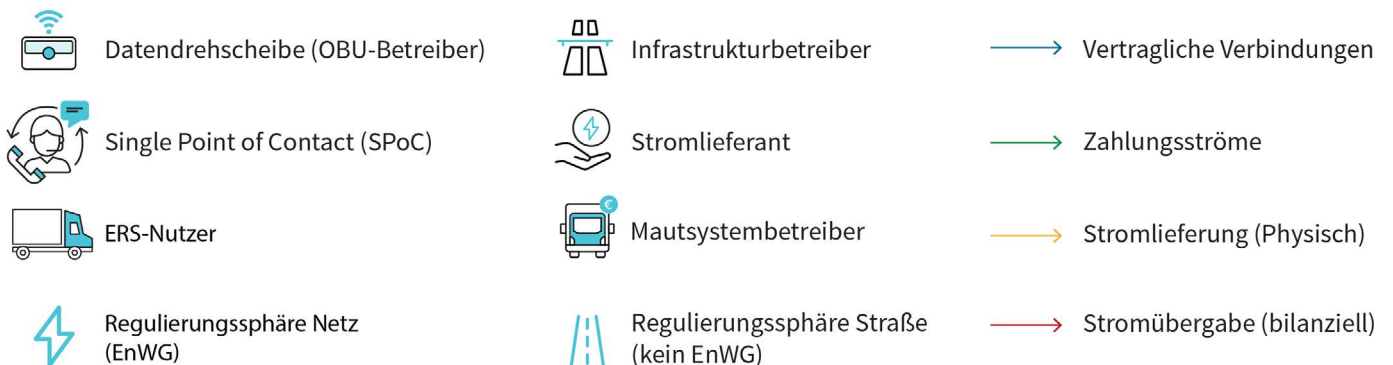 Datendrehscheibe (OBU-Betreiber)
Infrastrukturbetreiber
Vertragliche Verbindungen
Single Point of Contact (SPoC)
Stromlieferant
Zahlungsströme
ERS-Nutzer
€
Mautsystembetreiber
Stromlieferung (Physisch)
Regulierungssphäre Netz
(EnWG)
Regulierungssphäre Straße
(kein EnWG)
Stromübergabe (bilanziell)